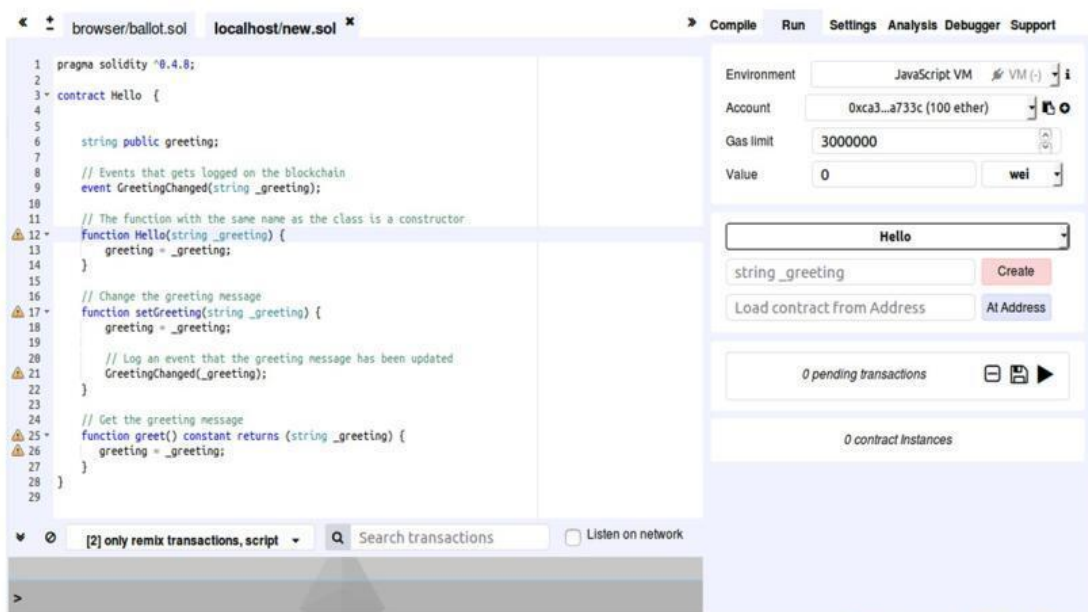 browser/ballot.sol localhost/new.sol
Compile Run Settings Analysis Debugger Support
1 pragma solidity ^0.4.8;
2
3 contract Hello {
4
5
6 string public greeting;
7
8 // Events that gets logged on the blockchain
9 event GreetingChanged(string _greeting);
10
11 // The function with the same name as the class is a constructor
12 function Hello(string _greeting) {
13 greeting = _greeting;
14 }
15
16 // Change the greeting message
17 function setGreeting(string _greeting) {
18 greeting = _greeting;
19
20 // Log an event that the greeting message has been updated
21 GreetingChanged(_greeting);
22 }
23
24 // Get the greeting message
25 function greet() constant returns (string _greeting) {
26 greeting = _greeting;
27 }
28 }
29
[2] only remix transactions, script Search transactions Listen on network
>
Environment JavaScript VM VM (-) i
Account 0xca3...a733c (100 ether)
Gas limit 3000000
Value 0 wei
Hello
string _greeting Create
Load contract from Address At Address
0 pending transactions
0 contract Instances